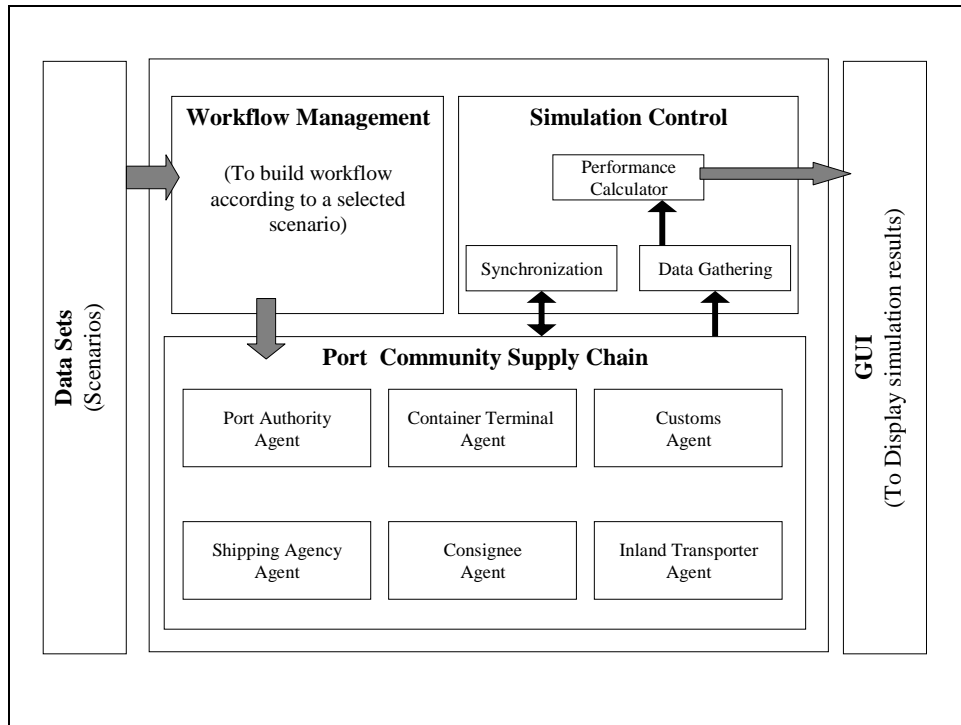 Data Sets
(Scenarios)
Workflow Management
(To build workflow
according to a selected
scenario)
Simulation Control
Performance
Calculator
Synchronization
Data Gathering
Port Community Supply Chain
Port Authority
Agent
Container Terminal
Agent
Customs
Agent
Shipping Agency
Agent
Consignee
Agent
Inland Transporter
Agent
GUI
(To Display simulation results)